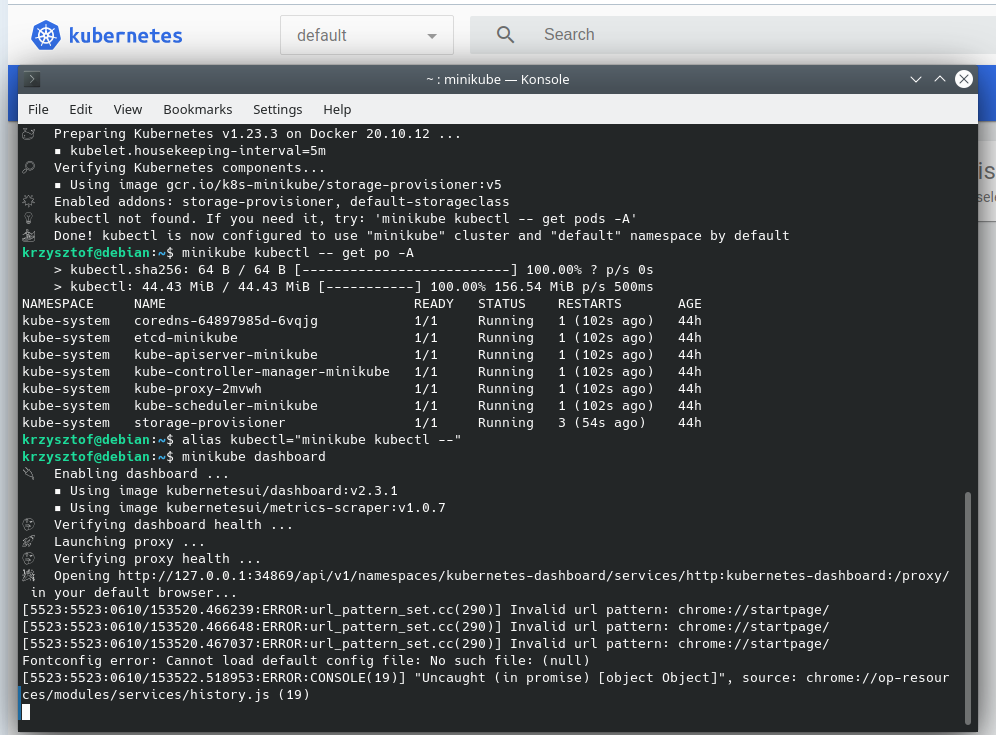 kubernetes
default
Search
~ : minikube — Konsole
File Edit View Bookmarks Settings Help
Preparing Kubernetes v1.23.3 on Docker 20.10.12 ...
▪ kubelet.housekeeping-interval=5m
Verifying Kubernetes components...
▪ Using image gcr.io/k8s-minikube/storage-provisioner:v5
Enabled addons: storage-provisioner, default-storageclass
kubectl not found. If you need it, try: 'minikube kubectl -- get pods -A'
Done! kubectl is now configured to use "minikube" cluster and "default" namespace by default
krzysztof@debian:~$ minikube kubectl -- get po -A
> kubectl.sha256: 64 B / 64 B [--------------------------] 100.00% ? p/s 0s
> kubectl: 44.43 MiB / 44.43 MiB [-----------] 100.00% 156.54 MiB p/s 500ms
NAMESPACE NAME READY STATUS RESTARTS AGE
kube-system coredns-64897985d-6vqjg 1/1 Running 1 (102s ago) 44h
kube-system etcd-minikube 1/1 Running 1 (102s ago) 44h
kube-system kube-apiserver-minikube 1/1 Running 1 (102s ago) 44h
kube-system kube-controller-manager-minikube 1/1 Running 1 (102s ago) 44h
kube-system kube-proxy-2mvwh 1/1 Running 1 (102s ago) 44h
kube-system kube-scheduler-minikube 1/1 Running 1 (102s ago) 44h
kube-system storage-provisioner 1/1 Running 3 (54s ago) 44h
krzysztof@debian:~$ alias kubectl="minikube kubectl --"
krzysztof@debian:~$ minikube dashboard
Enabling dashboard ...
▪ Using image kubernetesui/dashboard:v2.3.1
▪ Using image kubernetesui/metrics-scraper:v1.0.7
Verifying dashboard health ...
Launching proxy ...
Verifying proxy health ...
Opening http://127.0.0.1:34869/api/v1/namespaces/kubernetes-dashboard/services/http:kubernetes-dashboard:/proxy/
in your default browser...
[5523:5523:0610/153520.466239:ERROR:url_pattern_set.cc(290)] Invalid url pattern: chrome://startpage/
[5523:5523:0610/153520.466648:ERROR:url_pattern_set.cc(290)] Invalid url pattern: chrome://startpage/
[5523:5523:0610/153520.467037:ERROR:url_pattern_set.cc(290)] Invalid url pattern: chrome://startpage/
Fontconfig error: Cannot load default config file: No such file: (null)
[5523:5523:0610/153522.518953:ERROR:CONSOLE(19)] "Uncaught (in promise) [object Object]", source: chrome://op-resour
ces/modules/services/history.js (19)